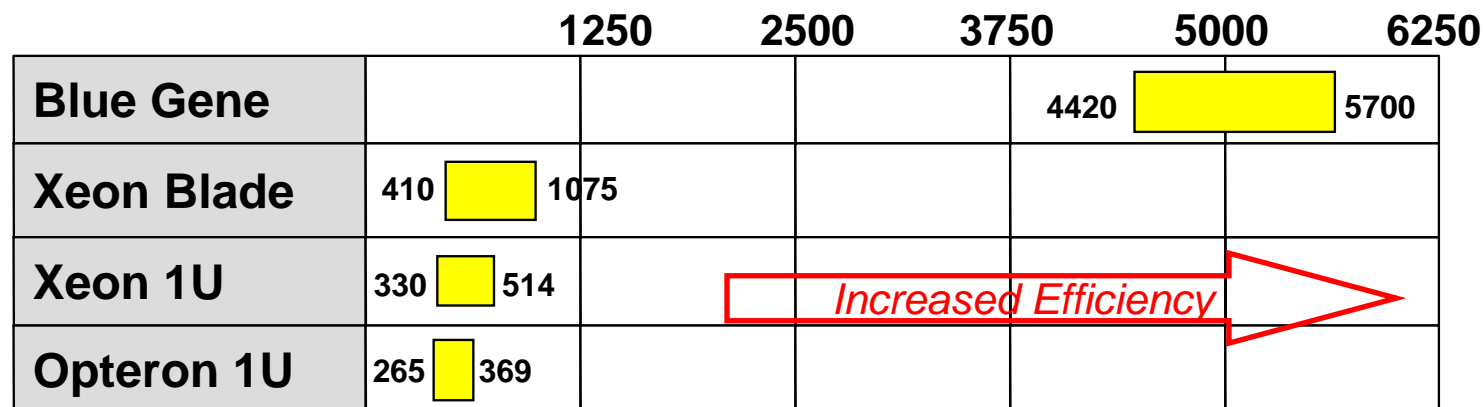 1250 2500 3750 5000 6250
Blue Gene 4420 5700
Xeon Blade 410 1075
Xeon 1U 330 514 Increased Efficiency
Opteron 1U 265 369